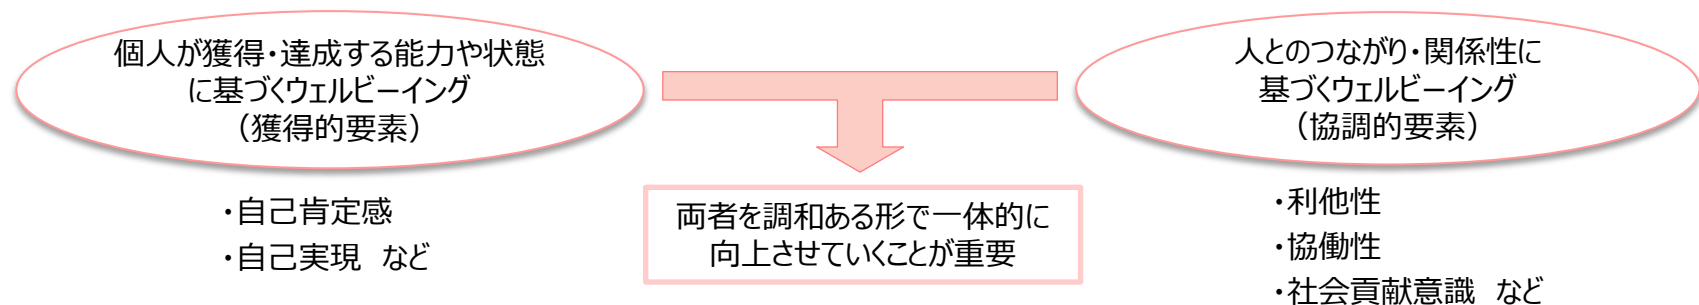 個人が獲得・達成する能力や状態
に基づくウェルビーイング
（獲得的要素）
・自己肯定感
・自己実現　など
両者を調和ある形で一体的に
向上させていくことが重要
人とのつながり・関係性に
基づくウェルビーイング
（協調的要素）
・利他性
・協働性
・社会貢献意識　など